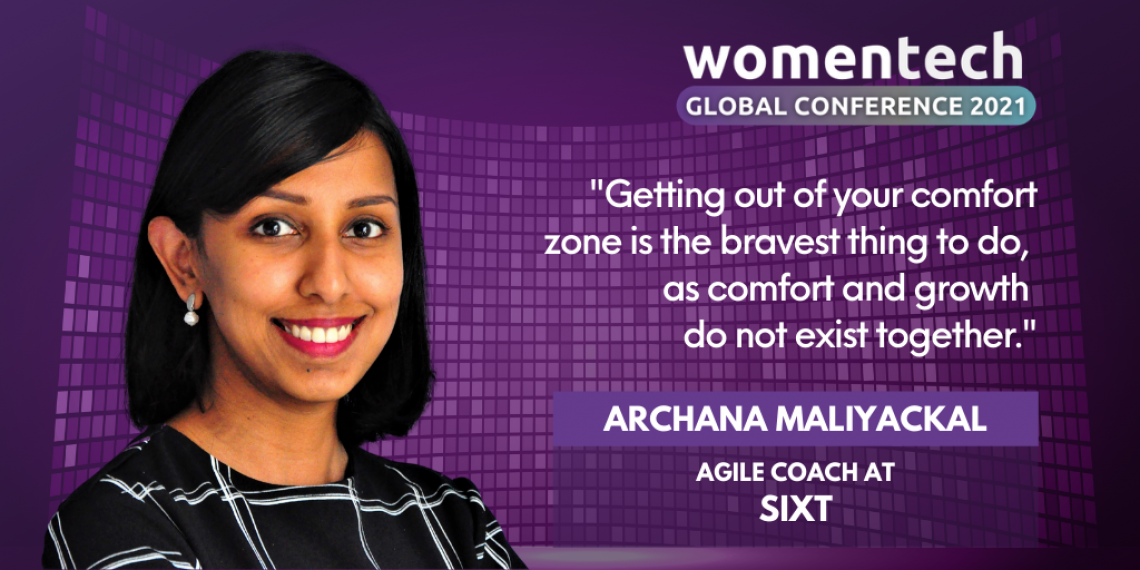 womentech
GLOBAL CONFERENCE 2021
"Getting out of your comfort
zone is the bravest thing to do,
as comfort and growth
do not exist together."
ARCHANA MALIYACKAL
AGILE COACH AT
SIXT